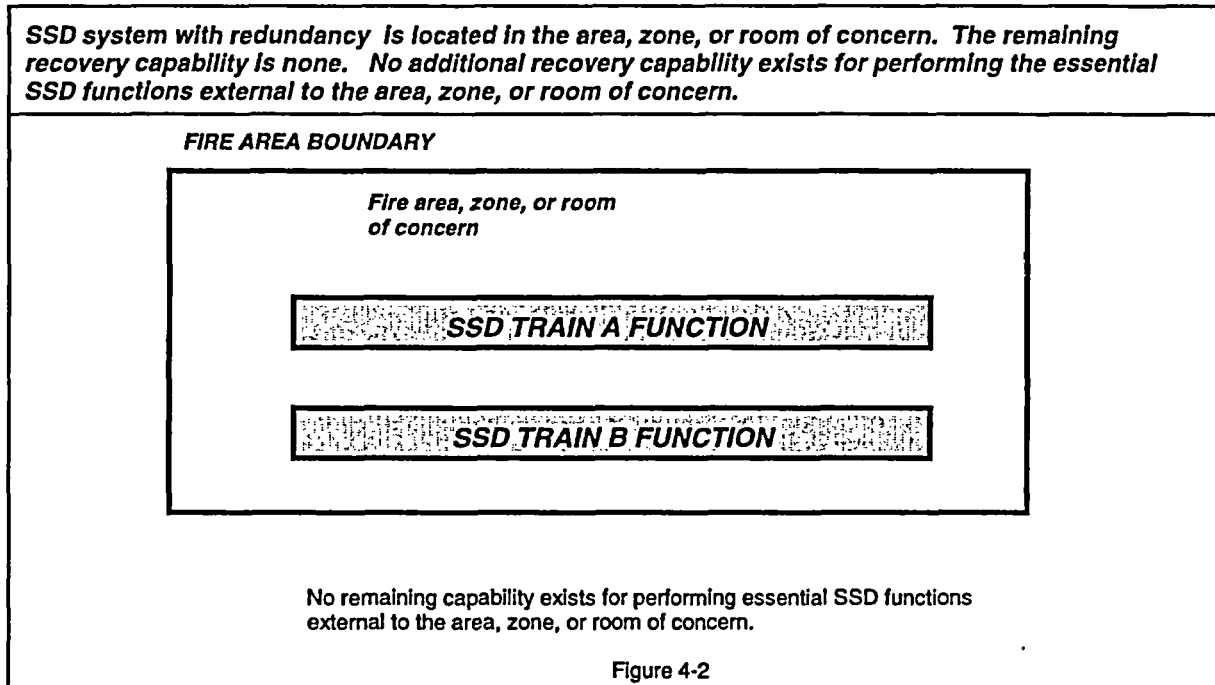 SSD system with redundancy is located in the area, zone, or room of concern. The remaining
recovery capability is none. No additional recovery capability exists for performing the essential
SSD functions external to the area, zone, or room of concern.
FIRE AREA BOUNDARY
Fire area, zone, or room
of concern
SSD TRAIN A FUNCTION
SSD TRAIN B FUNCTION
No remaining capability exists for performing essential SSD functions
external to the area, zone, or room of concern.
Figure 4-2